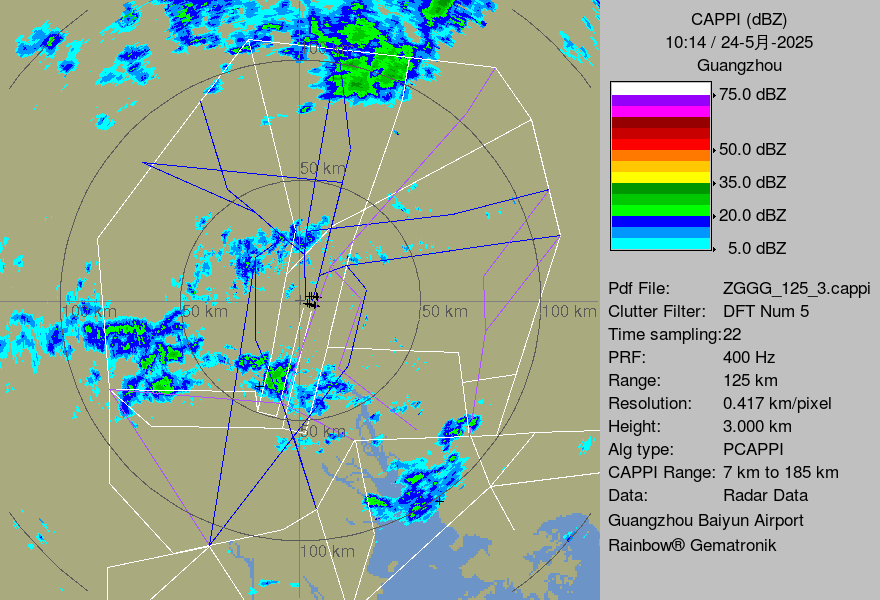 CAPPI (dBZ)
10:14 / 24-5月-2025
Guangzhou
75.0 dBZ
50.0 dBZ
35.0 dBZ
20.0 dBZ
5.0 dBZ
Pdf File: ZGGG_125_3.cappi
Clutter Filter: DFT Num 5
Time sampling:22
PRF: 400 Hz
Range: 125 km
Resolution: 0.417 km/pixel
Height: 3.000 km
Alg type: PCAPPI
CAPPI Range: 7 km to 185 km
Data: Radar Data
Guangzhou Baiyun Airport
Rainbow® Gematronik
100 km
50 km
100 km
50 km
50 km
100 km
50 km
100 km